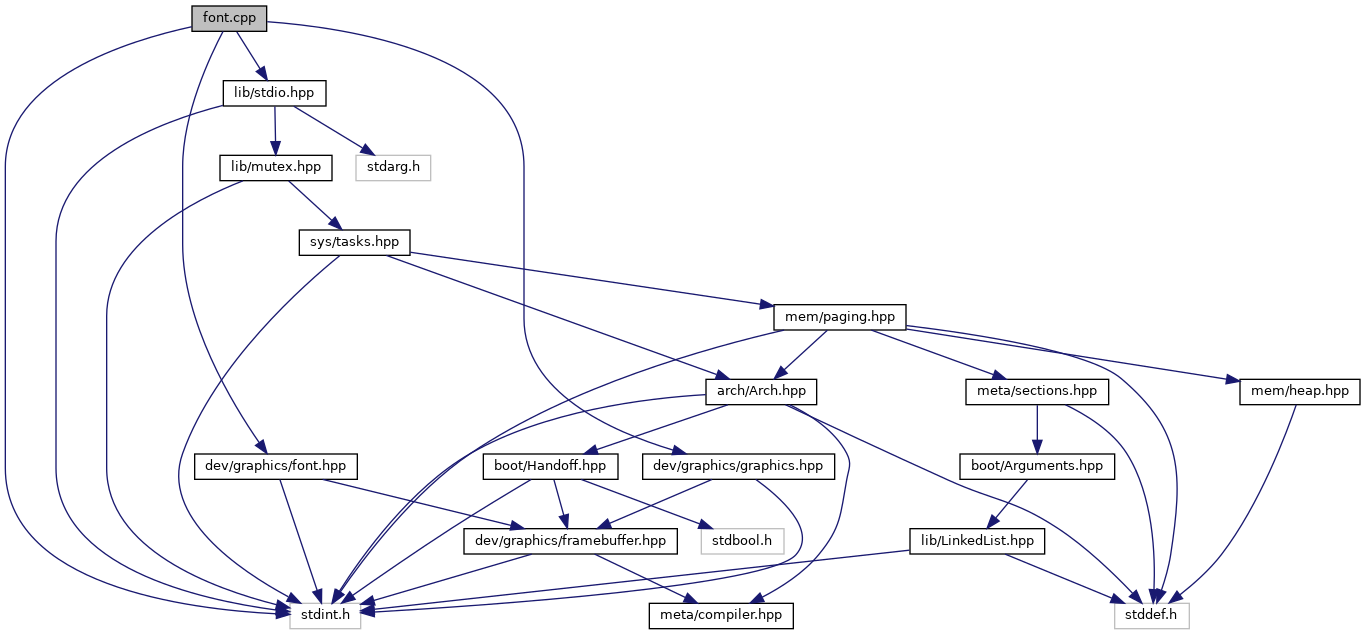 font.cpp
lib/stdio.hpp
lib/mutex.hpp
stdarg.h
sys/tasks.hpp
mem/paging.hpp
arch/Arch.hpp
meta/sections.hpp
mem/heap.hpp
dev/graphics/font.hpp
boot/Handoff.hpp
dev/graphics/graphics.hpp
boot/Arguments.hpp
dev/graphics/framebuffer.hpp
stdbool.h
lib/LinkedList.hpp
stdint.h
meta/compiler.hpp
stddef.h